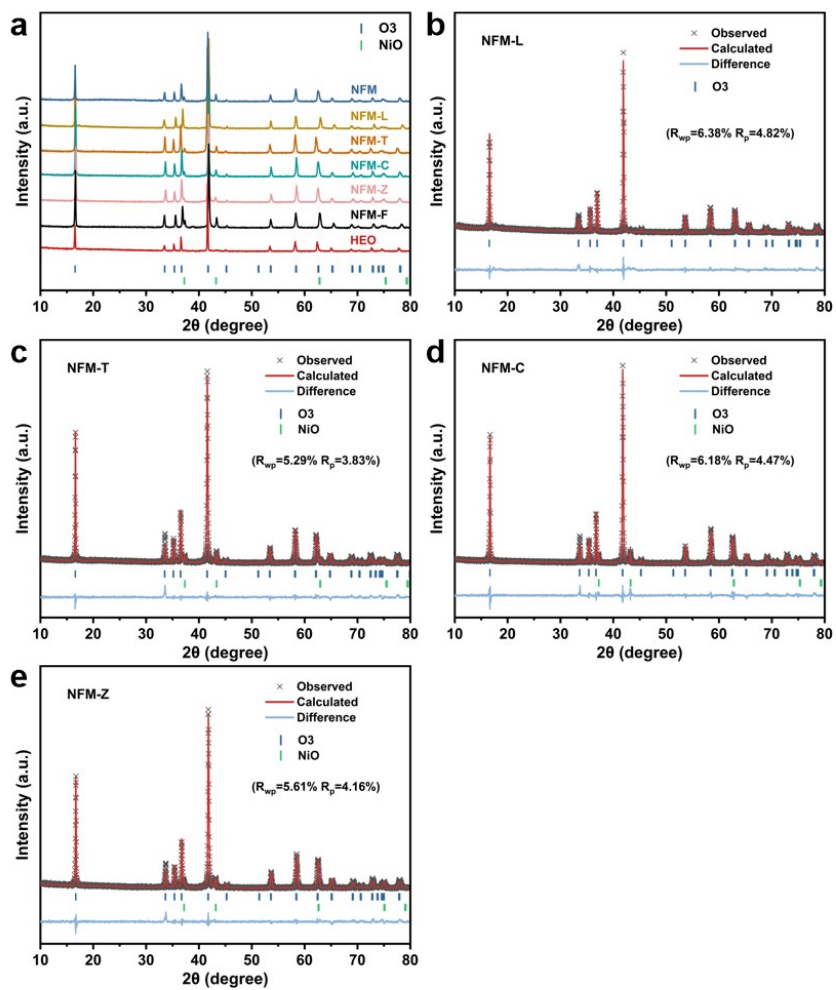 a
O3
NiO
NFM
NFM-L
NFM-T
NFM-C
NFM-Z
NFM-F
HEO
Intensity (a.u.)
10 20 30 40 50 60 70 80
2θ (degree)
b
NFM-L
Observed
Calculated
Difference
O3
(Rwp=6.38% Rp=4.82%)
Intensity (a.u.)
10 20 30 40 50 60 70 80
2θ (degree)
c
NFM-T
Observed
Calculated
Difference
O3
NiO
(Rwp=5.29% Rp=3.83%)
Intensity (a.u.)
10 20 30 40 50 60 70 80
2θ (degree)
d
NFM-C
Observed
Calculated
Difference
O3
NiO
(Rwp=6.18% Rp=4.47%)
Intensity (a.u.)
10 20 30 40 50 60 70 80
2θ (degree)
e
NFM-Z
Observed
Calculated
Difference
O3
NiO
(Rwp=5.61% Rp=4.16%)
Intensity (a.u.)
10 20 30 40 50 60 70 80
2θ (degree)